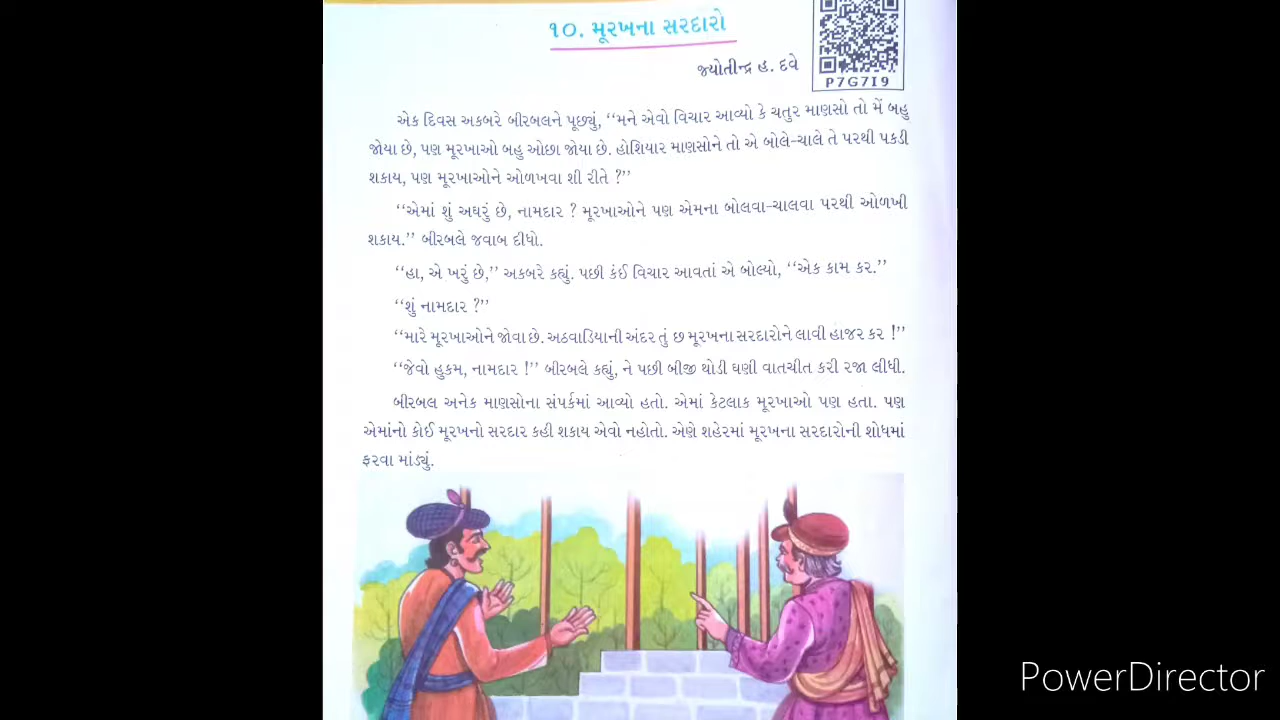 ૧૦. મૂરખના સરદારો
જ્યોતીન્દ્ર હ. દવે
P7G7I9
એક દિવસ અકબરે બીરબલને પૂછ્યું, ‘‘મને એવો વિચાર આવ્યો કે ચતુર માણસો તો મેં બહુ
જોયા છે, પણ મૂરખાઓ બહુ ઓછા જોયા છે. હોશિયાર માણસોને તો એ બોલે-ચાલે તે પરથી પકડી
શકાય, પણ મૂરખાઓને ઓળખવા શી રીતે ?’’
‘‘એમાં શું અઘરું છે, નામદાર ? મૂરખાઓને પણ એમના બોલવા-ચાલવા પરથી ઓળખી
શકાય.’’ બીરબલે જવાબ દીધો.
‘‘હા, એ ખરું છે,’’ અકબરે કહ્યું. પછી કંઈ વિચાર આવતાં એ બોલ્યો, ‘‘એક કામ કર.’’
‘‘શું નામદાર ?’’
‘‘મારે મૂરખાઓને જોવા છે. અઠવાડિયાની અંદર તું છ મૂરખના સરદારોને લાવી હાજર કર !’’
‘‘જેવો હુકમ, નામદાર !’’ બીરબલે કહ્યું, ને પછી બીજી થોડી ઘણી વાતચીત કરી રજા લીધી.
બીરબલ અનેક માણસોના સંપર્કમાં આવ્યો હતો. એમાં કેટલાક મૂરખાઓ પણ હતા. પણ
એમાંનો કોઈ મૂરખનો સરદાર કહી શકાય એવો નહોતો. એણે શહેરમાં મૂરખના સરદારોની શોધમાં
ફરવા માંડ્યું.
PowerDirector